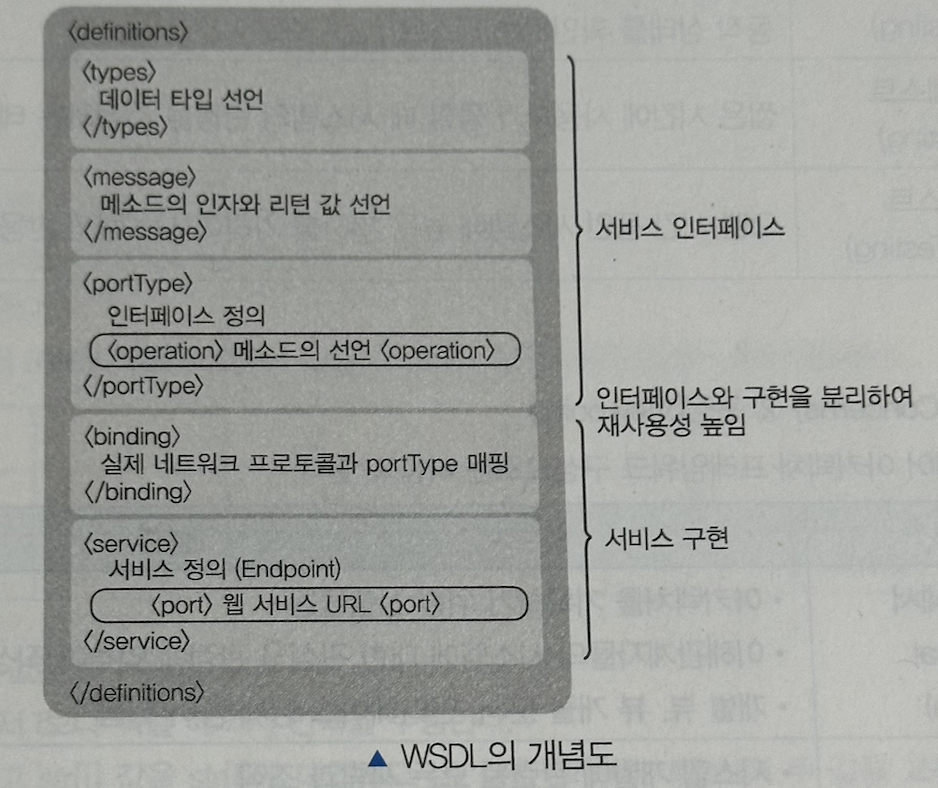 〈definitions〉
〈types〉
데이터 타입 선언
〈/types〉
〈message〉
메소드의 인자와 리턴 값 선언
〈/message〉
〈portType〉
인터페이스 정의
〈operation〉 메소드의 선언 〈operation〉
〈/portType〉
〈binding〉
실제 네트워크 프로토콜과 portType 매핑
〈/binding〉
〈service〉
서비스 정의 (Endpoint)
〈port〉 웹 서비스 URL 〈port〉
〈/service〉
〈/definitions〉
서비스 인터페이스
인터페이스와 구현을 분리하여
재사용성 높임
서비스 구현
▲ WSDL의 개념도